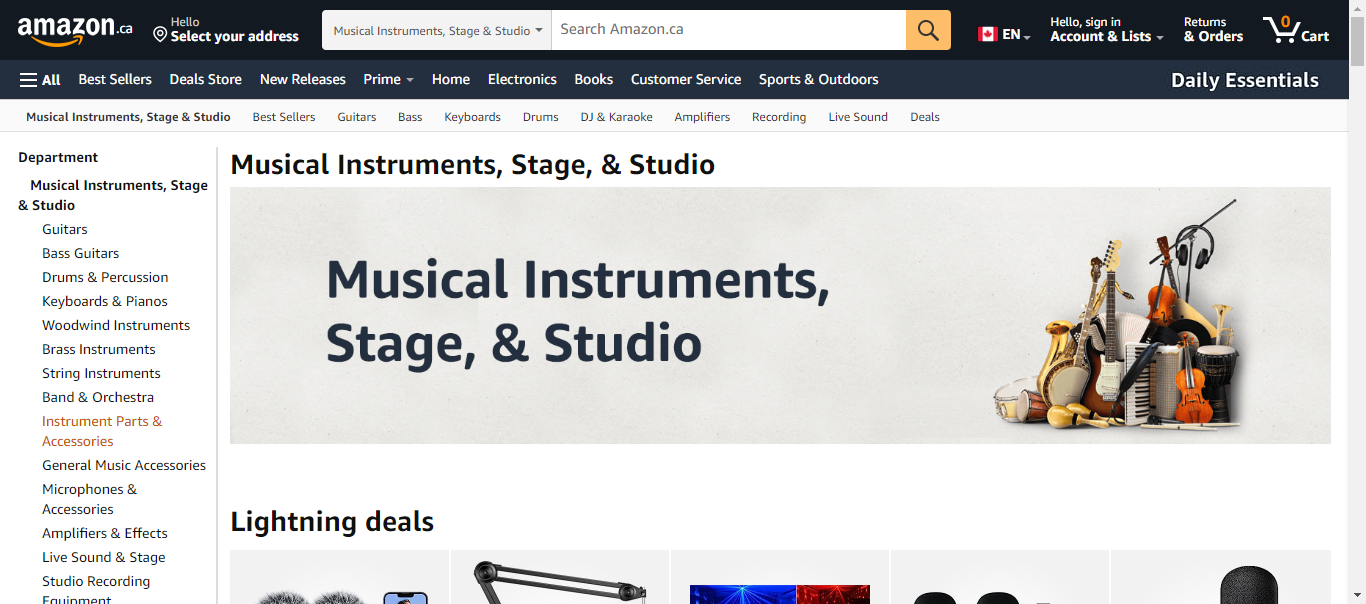 amazon.ca
Hello
Select your address
Musical Instruments, Stage & Studio
Search Amazon.ca
EN
Hello, sign in
Account & Lists
Returns
& Orders
0
Cart
All
Best Sellers
Deals Store
New Releases
Prime
Home
Electronics
Books
Customer Service
Sports & Outdoors
Daily Essentials
Musical Instruments, Stage & Studio
Best Sellers
Guitars
Bass
Keyboards
Drums
DJ & Karaoke
Amplifiers
Recording
Live Sound
Deals
Department
Musical Instruments, Stage
& Studio
Guitars
Bass Guitars
Drums & Percussion
Keyboards & Pianos
Woodwind Instruments
Brass Instruments
String Instruments
Band & Orchestra
Instrument Parts &
Accessories
General Music Accessories
Microphones &
Accessories
Amplifiers & Effects
Live Sound & Stage
Studio Recording
Equipment
Musical Instruments, Stage, & Studio
Musical Instruments,
Stage, & Studio
Lightning deals